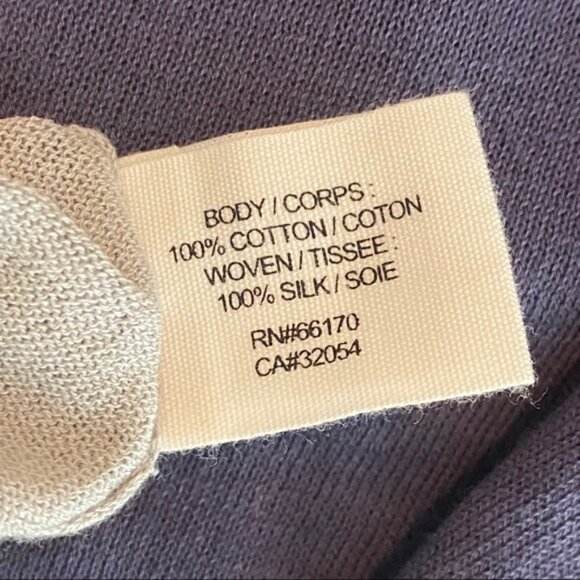 BODY / CORPS :
100% COTTON / COTON
WOVEN / TISSEE :
100% SILK / SOIE
RN#66170
CA#32054